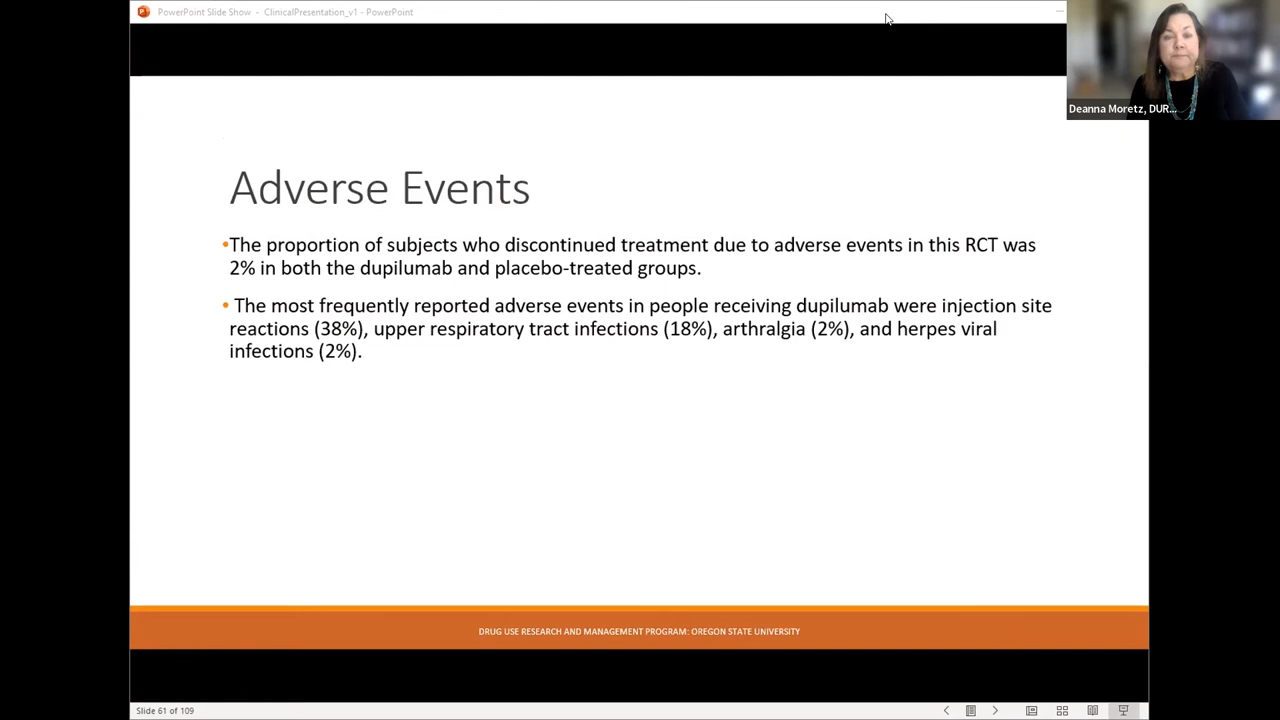 PowerPoint Slide Show - ClinicalPresentation_v1 - PowerPoint
Deanna Moretz, DUR...
Adverse Events
•The proportion of subjects who discontinued treatment due to adverse events in this RCT was
2% in both the dupilumab and placebo-treated groups.
• The most frequently reported adverse events in people receiving dupilumab were injection site
reactions (38%), upper respiratory tract infections (18%), arthralgia (2%), and herpes viral
infections (2%).
DRUG USE RESEARCH AND MANAGEMENT PROGRAM: OREGON STATE UNIVERSITY
Slide 61 of 109